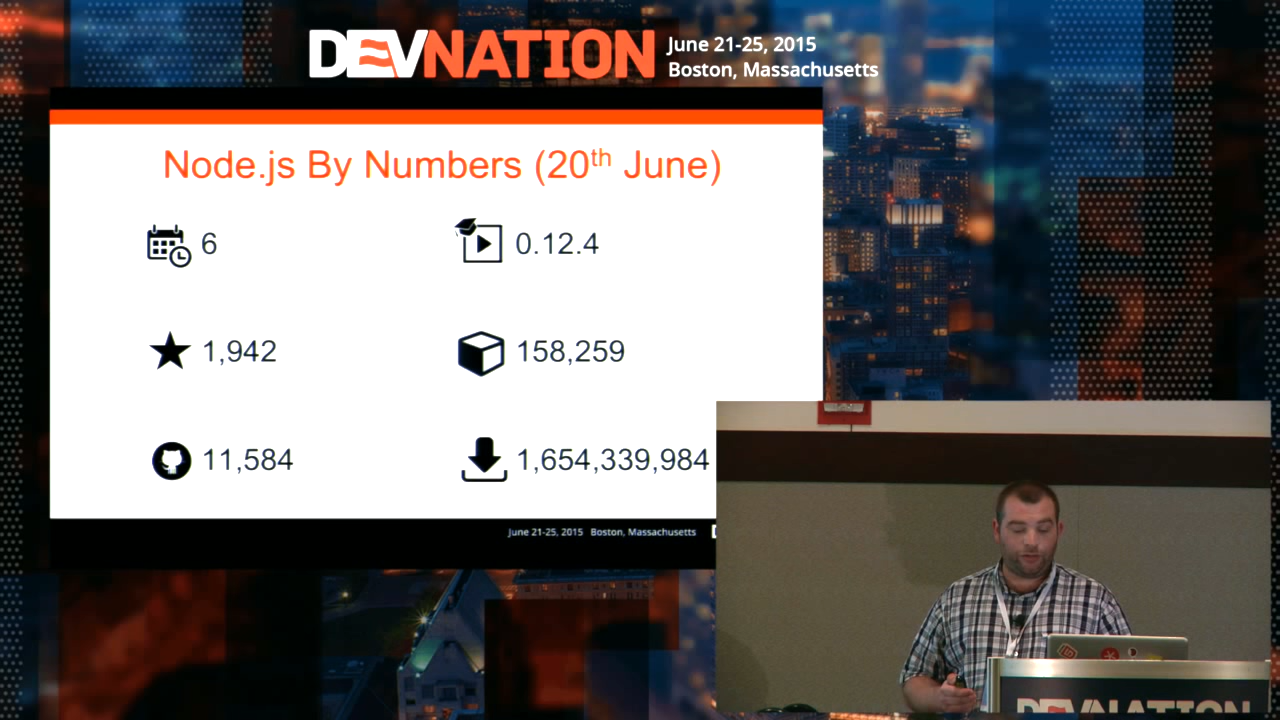 DEVNATION
June 21-25, 2015
Boston, Massachusetts
Node.js By Numbers (20th June)
6
0.12.4
1,942
158,259
11,584
1,654,339,984
June 21-25, 2015 Boston, Massachusetts
DEVNATION